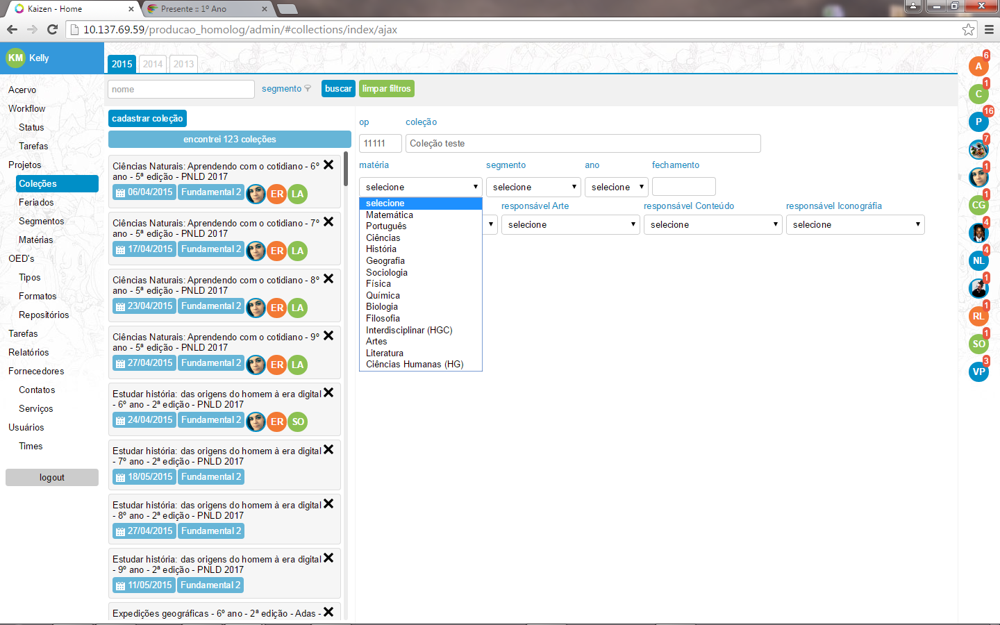 Kaizen - Home
Presente :: 1º Ano
10.137.69.59/producao_homolog/admin/#collections/index/ajax
KM Kelly
Acervo
Workflow
Status
Tarefas
Projetos
Coleções
Feriados
Segmentos
Matérias
OED's
Tipos
Formatos
Repositórios
Tarefas
Relatórios
Fornecedores
Contatos
Serviços
Usuários
Times
logout
2015 2014 2013
nome segmento buscar limpar filtros
cadastrar coleção
encontrei 123 coleções
Ciências Naturais: Aprendendo com o cotidiano - 6º
ano - 5ª edição - PNLD 2017
06/04/2015 Fundamental 2 ER LA
Ciências Naturais: Aprendendo com o cotidiano - 7º
ano - 5ª edição - PNLD 2017
17/04/2015 Fundamental 2 ER LA
Ciências Naturais: Aprendendo com o cotidiano - 8º
ano - 5ª edição - PNLD 2017
23/04/2015 Fundamental 2 ER LA
Ciências Naturais: Aprendendo com o cotidiano - 9º
ano - 5ª edição - PNLD 2017
27/04/2015 Fundamental 2 ER LA
Estudar história: das origens do homem à era digital
- 6º ano - 2ª edição - PNLD 2017
24/04/2015 Fundamental 2 ER SO
Estudar história: das origens do homem à era digital
- 7º ano - 2ª edição - PNLD 2017
18/05/2015 Fundamental 2
Estudar história: das origens do homem à era digital
- 8º ano - 2ª edição - PNLD 2017
27/04/2015 Fundamental 2
Estudar história: das origens do homem à era digital
- 9º ano - 2ª edição - PNLD 2017
11/05/2015 Fundamental 2
Expedições geográficas - 6º ano - 2ª edição - Adas -
op coleção
11111 Coleção teste
matéria segmento ano fechamento
selecione selecione selecione
responsável Arte responsável Conteúdo responsável Iconográfia
selecione selecione selecione
selecione
Matemática
Português
Ciências
História
Geografia
Sociologia
Física
Química
Biologia
Filosofia
Interdisciplinar (HGC)
Artes
Literatura
Ciências Humanas (HG)
A 6
C 1
P 16
7
1
CG 1
4
NL 4
1
RL 1
SO 1
VP 3